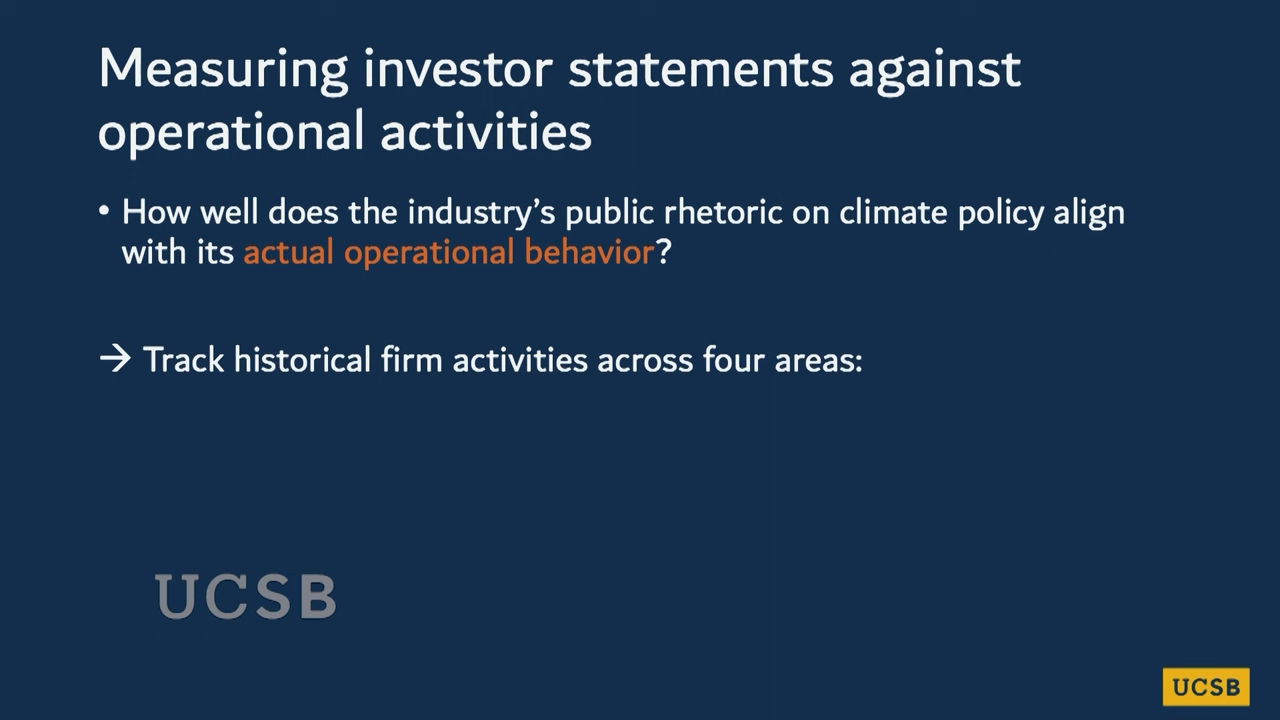 Measuring investor statements against
operational activities
• How well does the industry's public rhetoric on climate policy align
with its actual operational behavior?
→ Track historical firm activities across four areas:
UCSB
UCSB